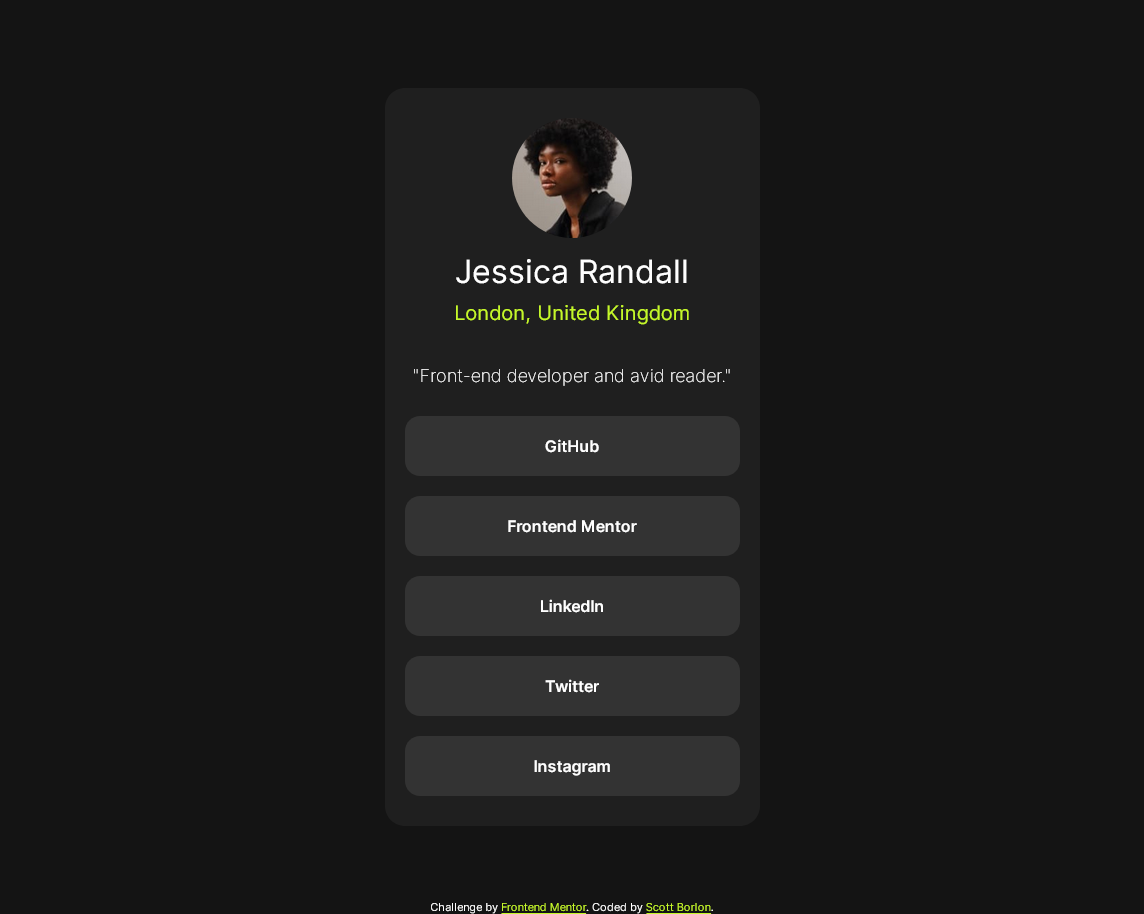 Jessica Randall
London, United Kingdom
"Front-end developer and avid reader."
GitHub
Frontend Mentor
LinkedIn
Twitter
Instagram
Challenge by Frontend Mentor. Coded by Scott Borlon.